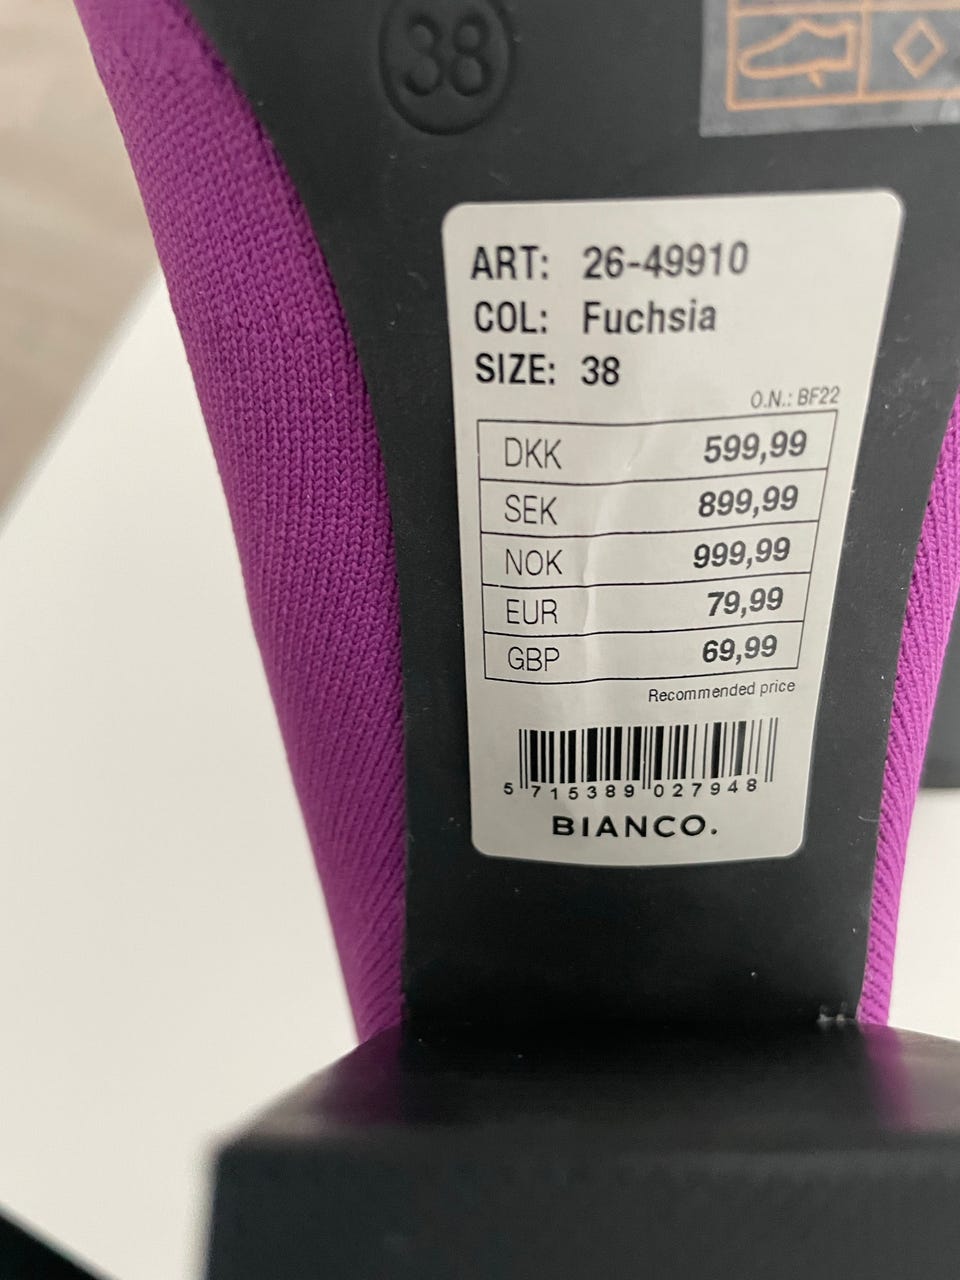 38
ART: 26-49910
COL: Fuchsia
SIZE: 38
O.N.: BF22
DKK 599,99
SEK 899,99
NOK 999,99
EUR 79,99
GBP 69,99
Recommended price
5 715389 027948
BIANCO.